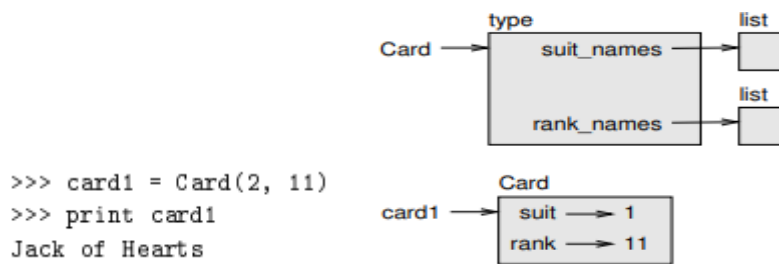 type
list
Card
suit_names
list
rank_names
>>> card1 = Card(2, 11)
>>> print card1
Jack of Hearts
Card
card1
suit
1
rank
11